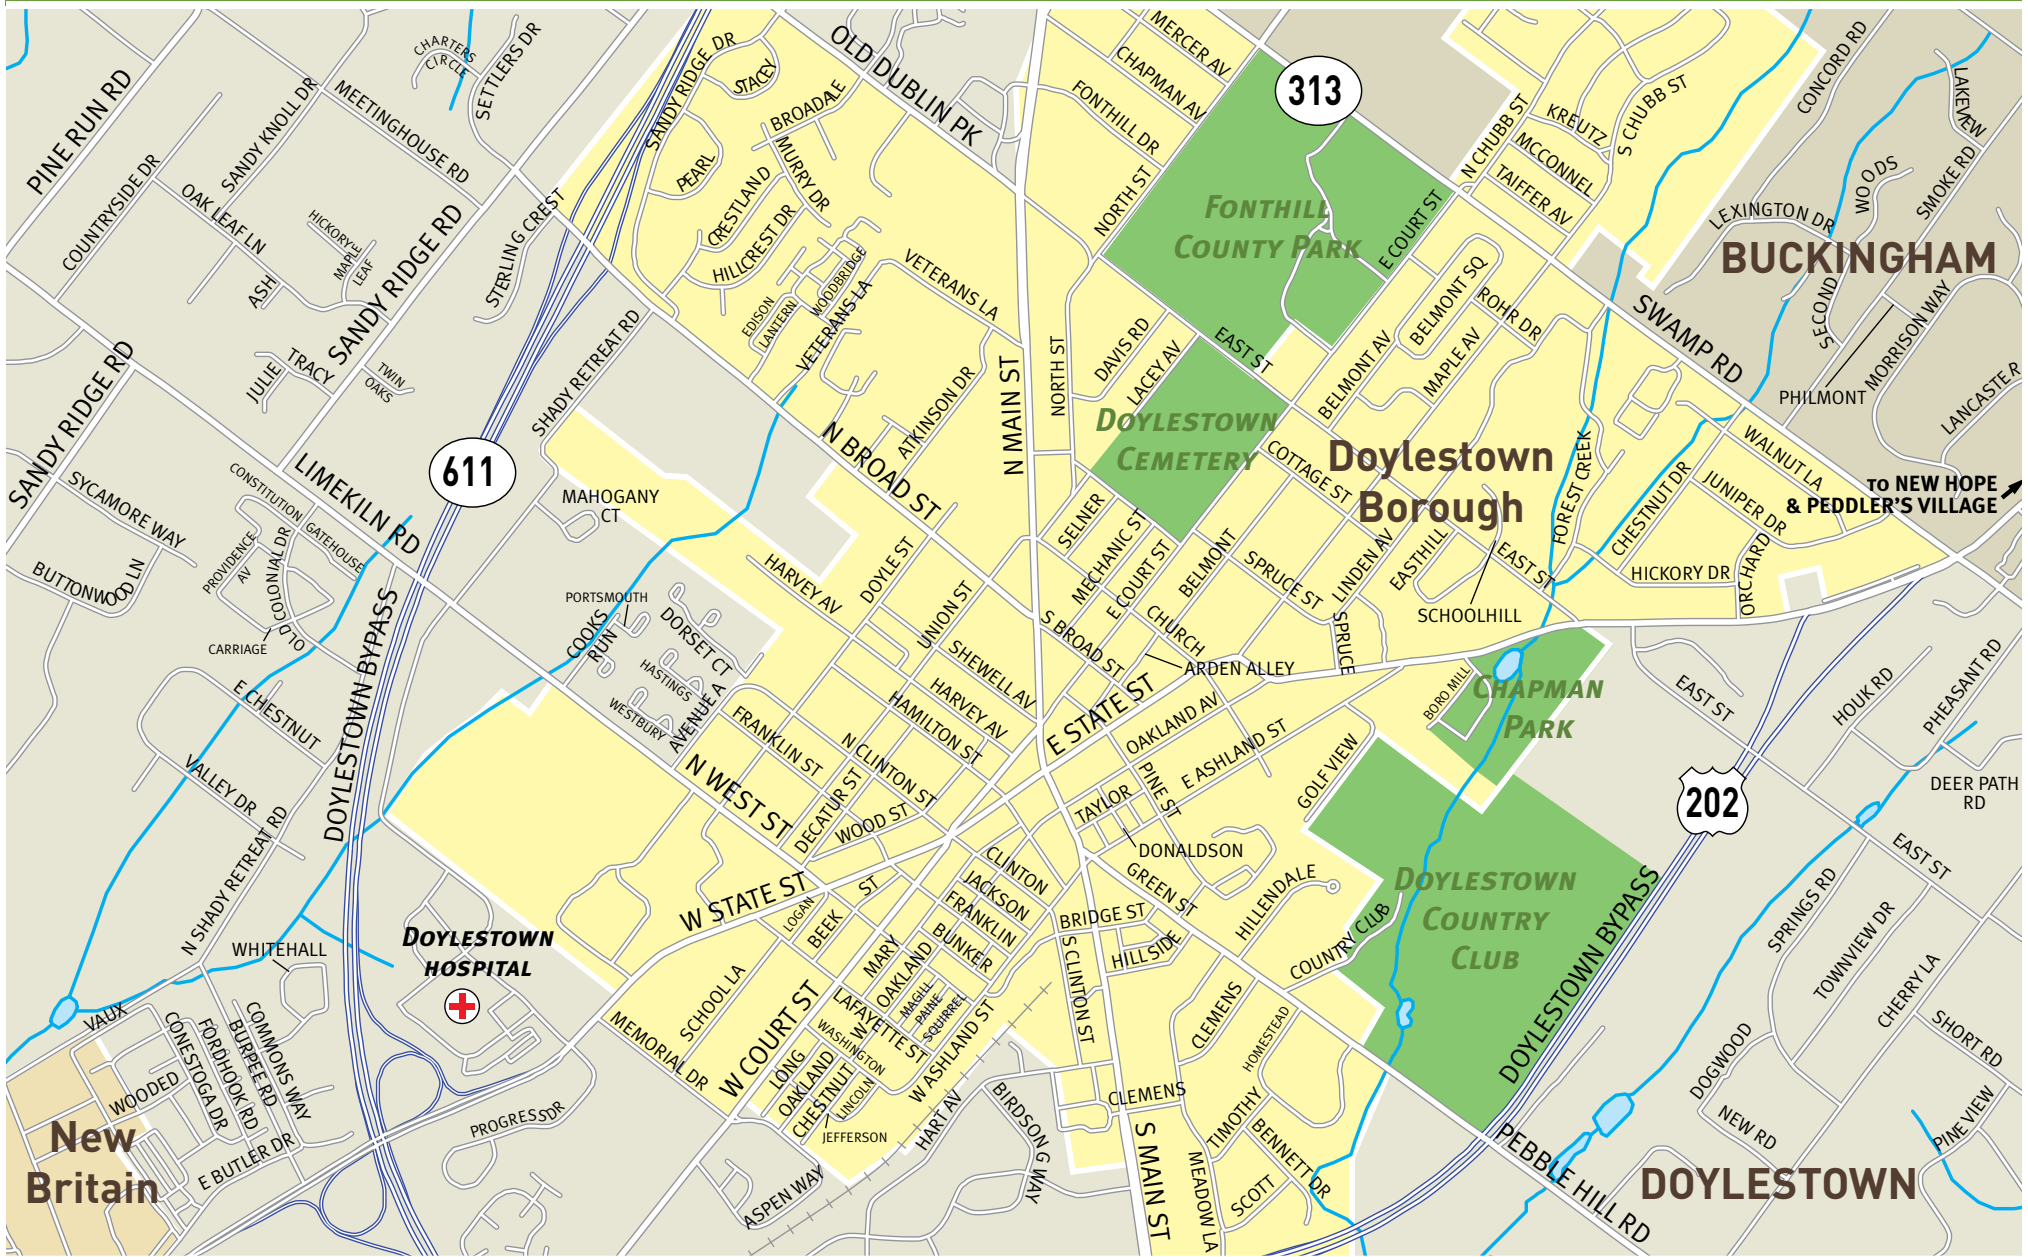 CHARTERS
CIRCLE
SETTLERS DR
PINE RUN RD
SANDY KNOLL DR
MEETINGHOUSE RD
COUNTRYSIDE DR
OAK LEAF LN
HICKORY
MAPLE
LEAF
ASH
SANDY RIDGE RD
STERLING CREST
JULIE
TRACY
TWIN
OAKS
SANDY RIDGE RD
SANDY RIDGE DR
STACEY
BROADALE
PEARL
CRESTLAND
MURRY DR
HILLCREST DR
EDISON
LANTERN
WOODBRIDGE
VETERANS LA
VETERANS LA
OLD DUBLIN PK
MERCER AV
CHAPMAN AV
FONTHILL DR
NORTH ST
313
FONTHILL
COUNTY PARK
E COURT ST
N CHUBB ST
KREUTZ
MCCONNEL
TAIFFER AV
S CHUBB ST
CONCORD RD
LAKEVIEW
WOODS
SMOKE RD
LEXINGTON DR
BUCKINGHAM
SECOND
MORRISON WAY
PHILMONT
LANCASTER
SWAMP RD
BELMONT SQ
ROHR DR
BELMONT AV
MAPLE AV
SHADY RETREAT RD
ATKINSON DR
N MAIN ST
NORTH ST
DAVIS RD
LACEY AV
EAST ST
DOYLESTOWN
CEMETERY
N BROAD ST
611
LIMEKILN RD
SYCAMORE WAY
CONSTITUTION
GATEHOUSE
PROVIDENCE
AV
OLD COLONIAL DR
BUTTONWOOD LN
CARRIAGE
MAHOGANY
CT
Doylestown
Borough
COTTAGE ST
FOREST CREEK
CHESTNUT DR
WALNUT LA
JUNIPER DR
TO NEW HOPE
& PEDDLER'S VILLAGE
HICKORY DR
ORCHARD
SELNER
MECHANIC ST
E COURT ST
BELMONT
SPRUCE ST
LINDEN AV
EASTHILL
EAST ST
SCHOOLHILL
SPRUCE
CHURCH
ARDEN ALLEY
HARVEY AV
DOYLE ST
UNION ST
S BROAD ST
SHEWELL AV
HARVEY AV
HAMILTON ST
PORTSMOUTH
COOKS
RUN
DORSET CT
HASTINGS
WESTBURY
AVENUE A
E CHESTNUT
VALLEY DR
DOYLESTOWN BYPASS
N SHADY RETREAT RD
WHITEHALL
FRANKLIN ST
N CLINTON ST
N WEST ST
DECATUR ST
WOOD ST
E STATE ST
OAKLAND AV
E ASHLAND ST
PINE ST
TAYLOR
DONALDSON
GOLF VIEW
BORO MILL
CHAPMAN
PARK
EAST ST
HOUK RD
PHEASANT RD
DEER PATH
RD
202
W STATE ST
LOGAN
BEEK
ST
CLINTON
JACKSON
FRANKLIN
BUNKER
MARY
OAKLAND
MAGILL
PAINE
SQUIRREL
GREEN ST
BRIDGE ST
HILLSIDE
HILLENDALE
COUNTRY CLUB
DOYLESTOWN
COUNTRY
CLUB
DOYLESTOWN BYPASS
EAST ST
SPRINGS RD
TOWNVIEW DR
CHERRY LA
SHORT RD
DOGWOOD
NEW RD
PINE VIEW
DOYLESTOWN
HOSPITAL
VAUX
CONESTOGA DR
FORDHOOK RD
BURPEE RD
COMMONS WAY
WOODED
E BUTLER DR
New
Britain
PROGRESS DR
MEMORIAL DR
SCHOOL LA
W COURT ST
LAFAYETTE ST
WASHINGTON
W
LONG
OAKLAND
CHESTNUT
LINCOLN
JEFFERSON
W ASHLAND ST
HART AV
ASPEN WAY
BIRDSONG WAY
S CLINTON ST
CLEMENS
CLEMENS
HOMESTEAD
TIMOTHY
BENNETT DR
SCOTT
MEADOW LA
S MAIN ST
PEBBLE HILL RD
DOYLESTOWN